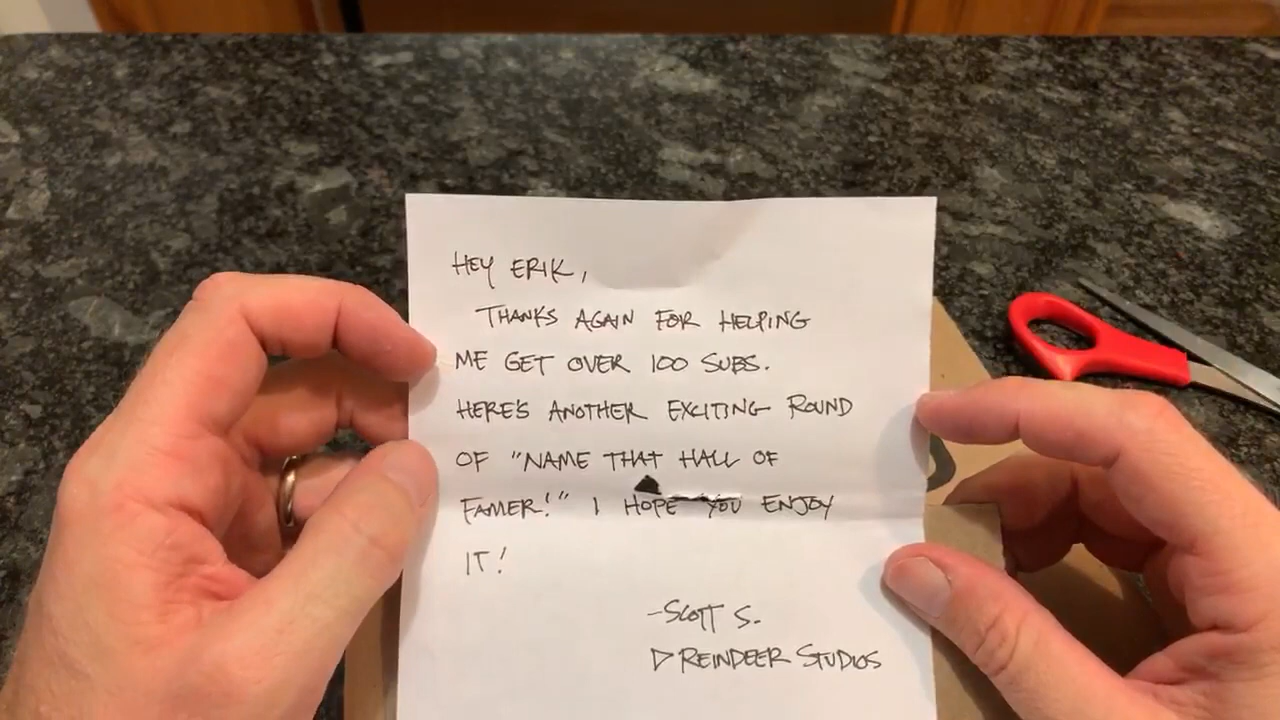 HEY ERIK,
THANKS AGAIN FOR HELPING
ME GET OVER 100 SUBS.
HERE'S ANOTHER EXCITING ROUND
OF "NAME THAT HALL OF
FAMER!" I HOPE YOU ENJOY
IT!
-SCOTT S.
▷ REINDEER STUDIOS